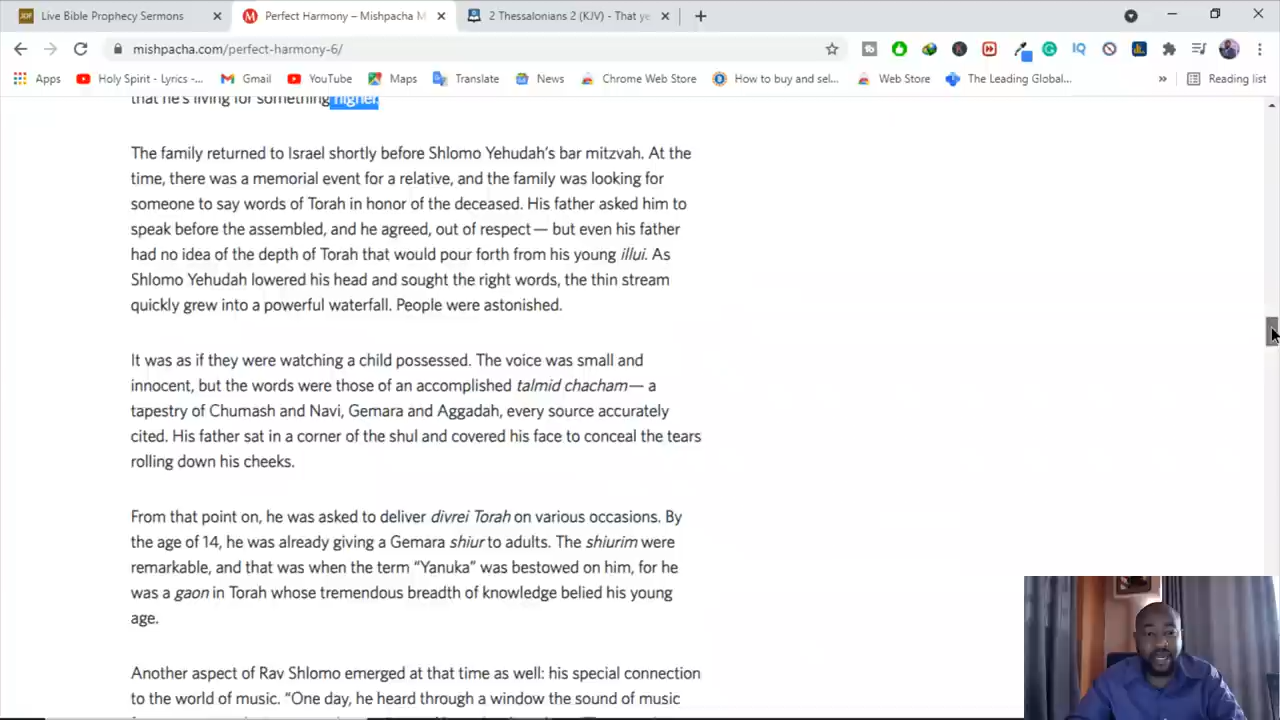 Live Bible Prophecy Sermons
Perfect Harmony – Mishpacha M
2 Thessalonians 2 (KJV) - That ye
mishpacha.com/perfect-harmony-6/
Apps
Holy Spirit - Lyrics -...
Gmail
YouTube
Maps
Translate
News
Chrome Web Store
How to buy and sel...
Web Store
The Leading Global...
»
Reading list
that he's living for something higher.
The family returned to Israel shortly before Shlomo Yehudah's bar mitzvah. At the
time, there was a memorial event for a relative, and the family was looking for
someone to say words of Torah in honor of the deceased. His father asked him to
speak before the assembled, and he agreed, out of respect — but even his father
had no idea of the depth of Torah that would pour forth from his young illui. As
Shlomo Yehudah lowered his head and sought the right words, the thin stream
quickly grew into a powerful waterfall. People were astonished.
It was as if they were watching a child possessed. The voice was small and
innocent, but the words were those of an accomplished talmid chacham — a
tapestry of Chumash and Navi, Gemara and Aggadah, every source accurately
cited. His father sat in a corner of the shul and covered his face to conceal the tears
rolling down his cheeks.
From that point on, he was asked to deliver divrei Torah on various occasions. By
the age of 14, he was already giving a Gemara shiur to adults. The shiurim were
remarkable, and that was when the term “Yanuka” was bestowed on him, for he
was a gaon in Torah whose tremendous breadth of knowledge belied his young
age.
Another aspect of Rav Shlomo emerged at that time as well: his special connection
to the world of music. “One day, he heard through a window the sound of music